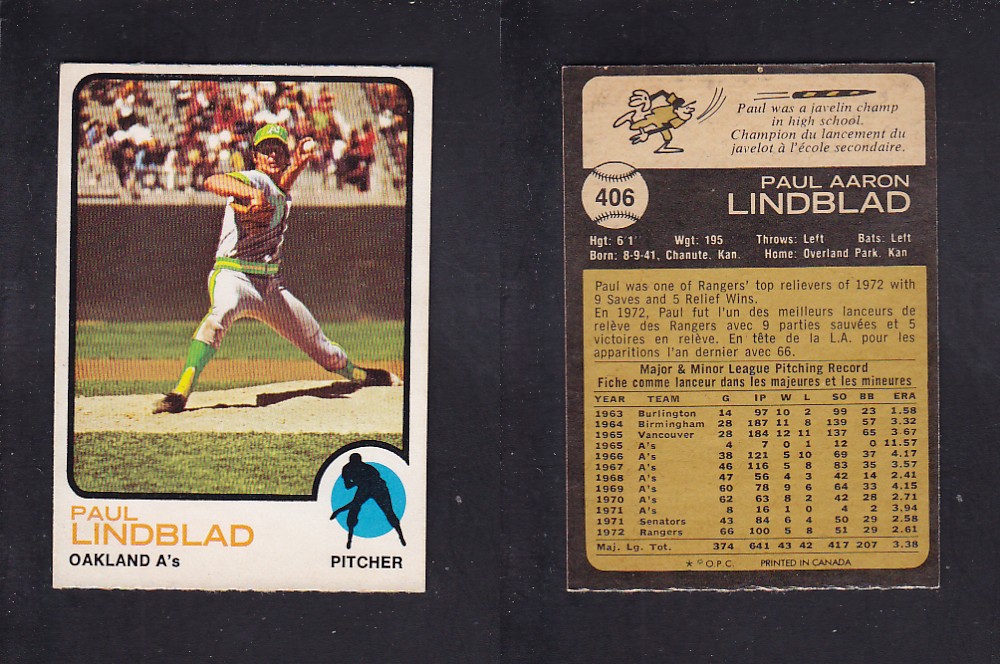 PAUL
LINDBLAD
OAKLAND A's
PITCHER
Paul was a javelin champ
in high school.
Champion du lancement du
javelot à l'école secondaire.
406
PAUL AARON
LINDBLAD
Hgt: 6'1" Wgt: 195 Throws: Left Bats: Left
Born: 8-9-41, Chanute, Kan. Home: Overland Park, Kan
Paul was one of Rangers' top relievers of 1972 with
9 Saves and 5 Relief Wins.
En 1972, Paul fut l'un des meilleurs lanceurs de
relève des Rangers avec 9 parties sauvées et 5
victoires en relève. En tête de la L.A. pour les
apparitions l'an dernier avec 66.
Major & Minor League Pitching Record
Fiche comme lanceur dans les majeures et les mineures
YEAR TEAM G IP W L SO BB ERA
1963 Burlington 14 97 10 2 99 23 1.58
1964 Birmingham 28 187 11 8 139 57 3.32
1965 Vancouver 28 184 12 11 137 65 3.67
1965 A's 4 7 0 1 12 0 11.57
1966 A's 38 121 5 10 69 37 4.17
1967 A's 46 116 5 8 83 35 3.57
1968 A's 47 56 4 3 42 14 2.41
1969 A's 60 78 9 6 64 33 4.15
1970 A's 62 63 8 2 42 28 2.71
1971 A's 8 16 1 0 4 2 3.94
1971 Senators 43 84 6 4 50 29 2.58
1972 Rangers 66 100 5 8 51 29 2.61
Maj. Lg. Tot. 374 641 43 42 417 207 3.38
* © O.P.C. PRINTED IN CANADA